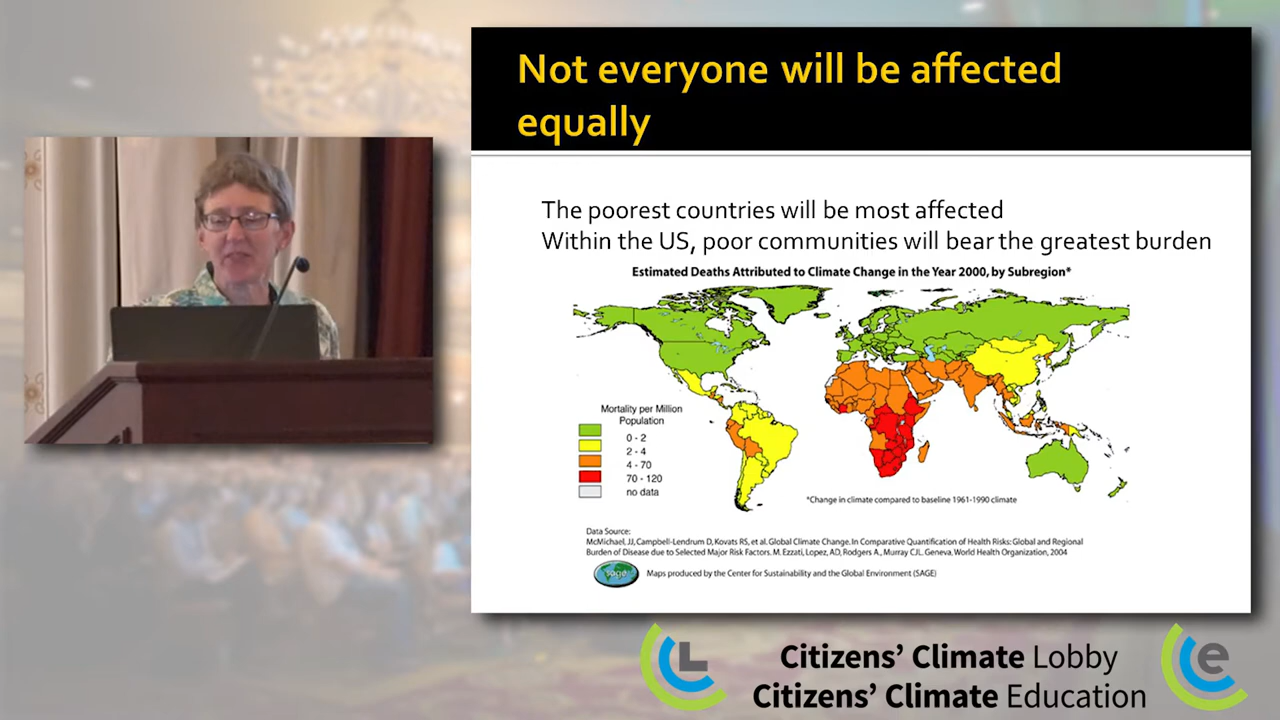 Not everyone will be affected
equally
The poorest countries will be most affected
Within the US, poor communities will bear the greatest burden
Estimated Deaths Attributed to Climate Change in the Year 2000, by Subregion*
Mortality per Million
Population
0 - 2
2 - 4
4 - 70
70 - 120
no data
*Change in climate compared to baseline 1961-1990 climate
Data Source:
McMichael, JJ, Campbell-Lendrum D, Kovats RS, et al. Global Climate Change. In Comparative Quantification of Health Risks: Global and Regional
Burden of Disease due to Selected Major Risk Factors. M. Ezzati, Lopez, AD, Rodgers A., Murray CJL. Geneva, World Health Organization, 2004
sage
Maps produced by the Center for Sustainability and the Global Environment (SAGE)
L
Citizens' Climate Lobby
Citizens' Climate Education
e